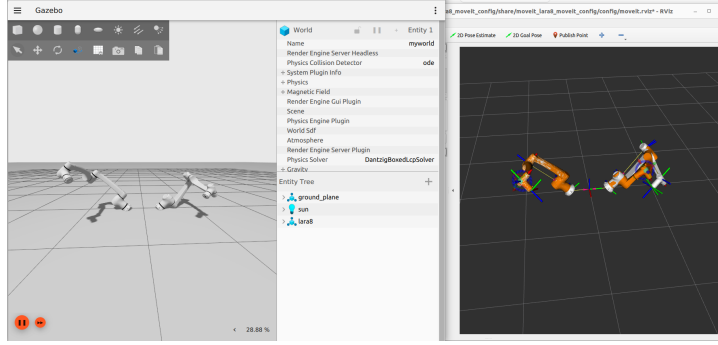 Gazebo
World
Entity 1
Name myworld
Render Engine Server Headless
Physics Collision Detector ode
System Plugin Info
Physics
Magnetic Field
Render Engine Gui Plugin
Scene
Physics Engine Plugin
World Sdf
Atmosphere
Render Engine Server Plugin
Physics Solver DantzigBoxedLcpSolver
Gravity
Entity Tree
ground_plane
sun
lara8
28.88 %
a8_moveit_config/share/moveit_lara8_moveit_config/config/moveit.rviz* - RViz
2D Pose Estimate 2D Goal Pose Publish Point